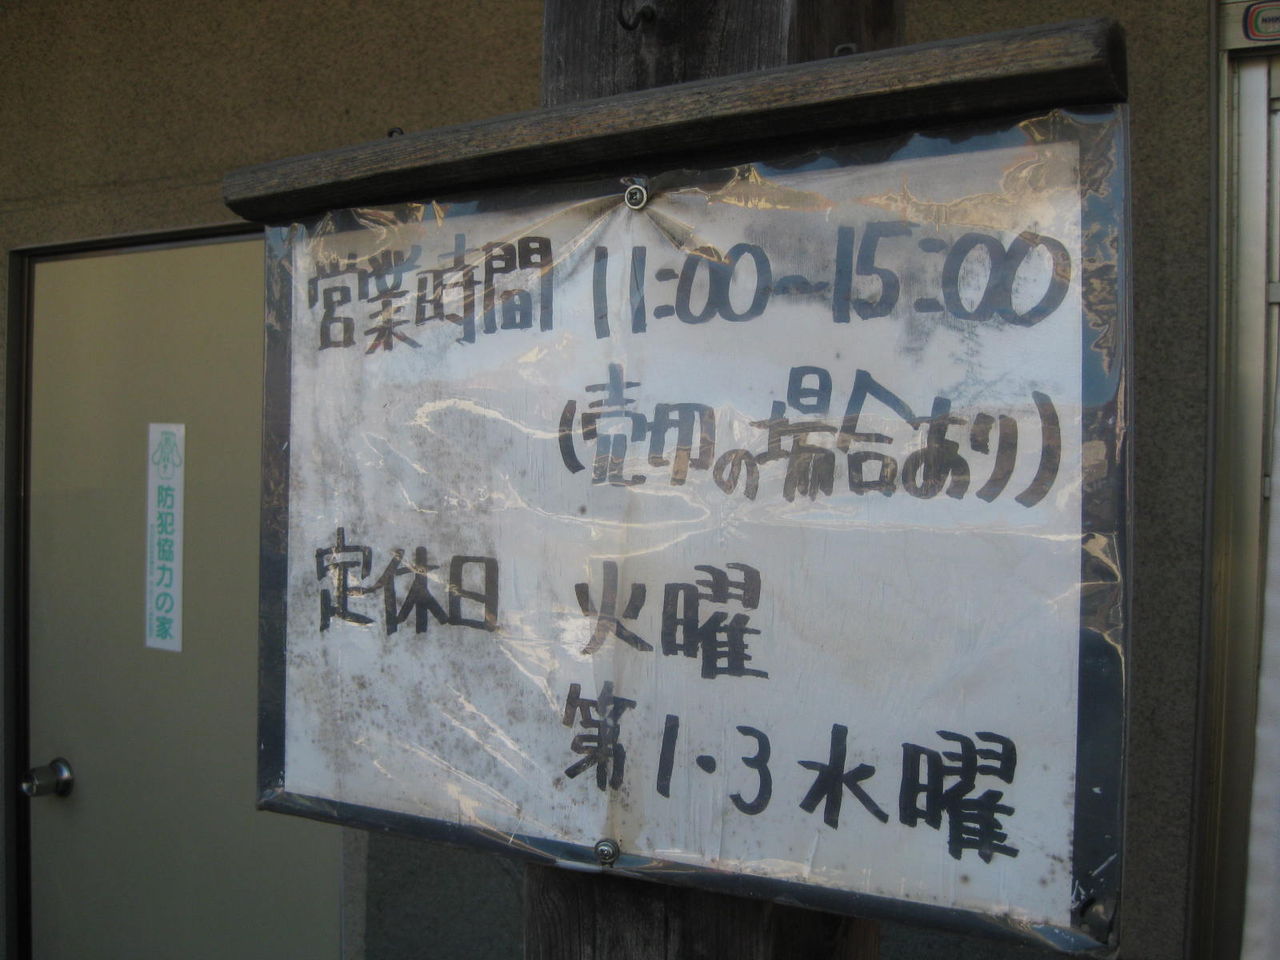 営業時間 11:00～15:00
(売切の場合あり)
定休日 火曜
第1・3水曜
防犯協力の家
NHK